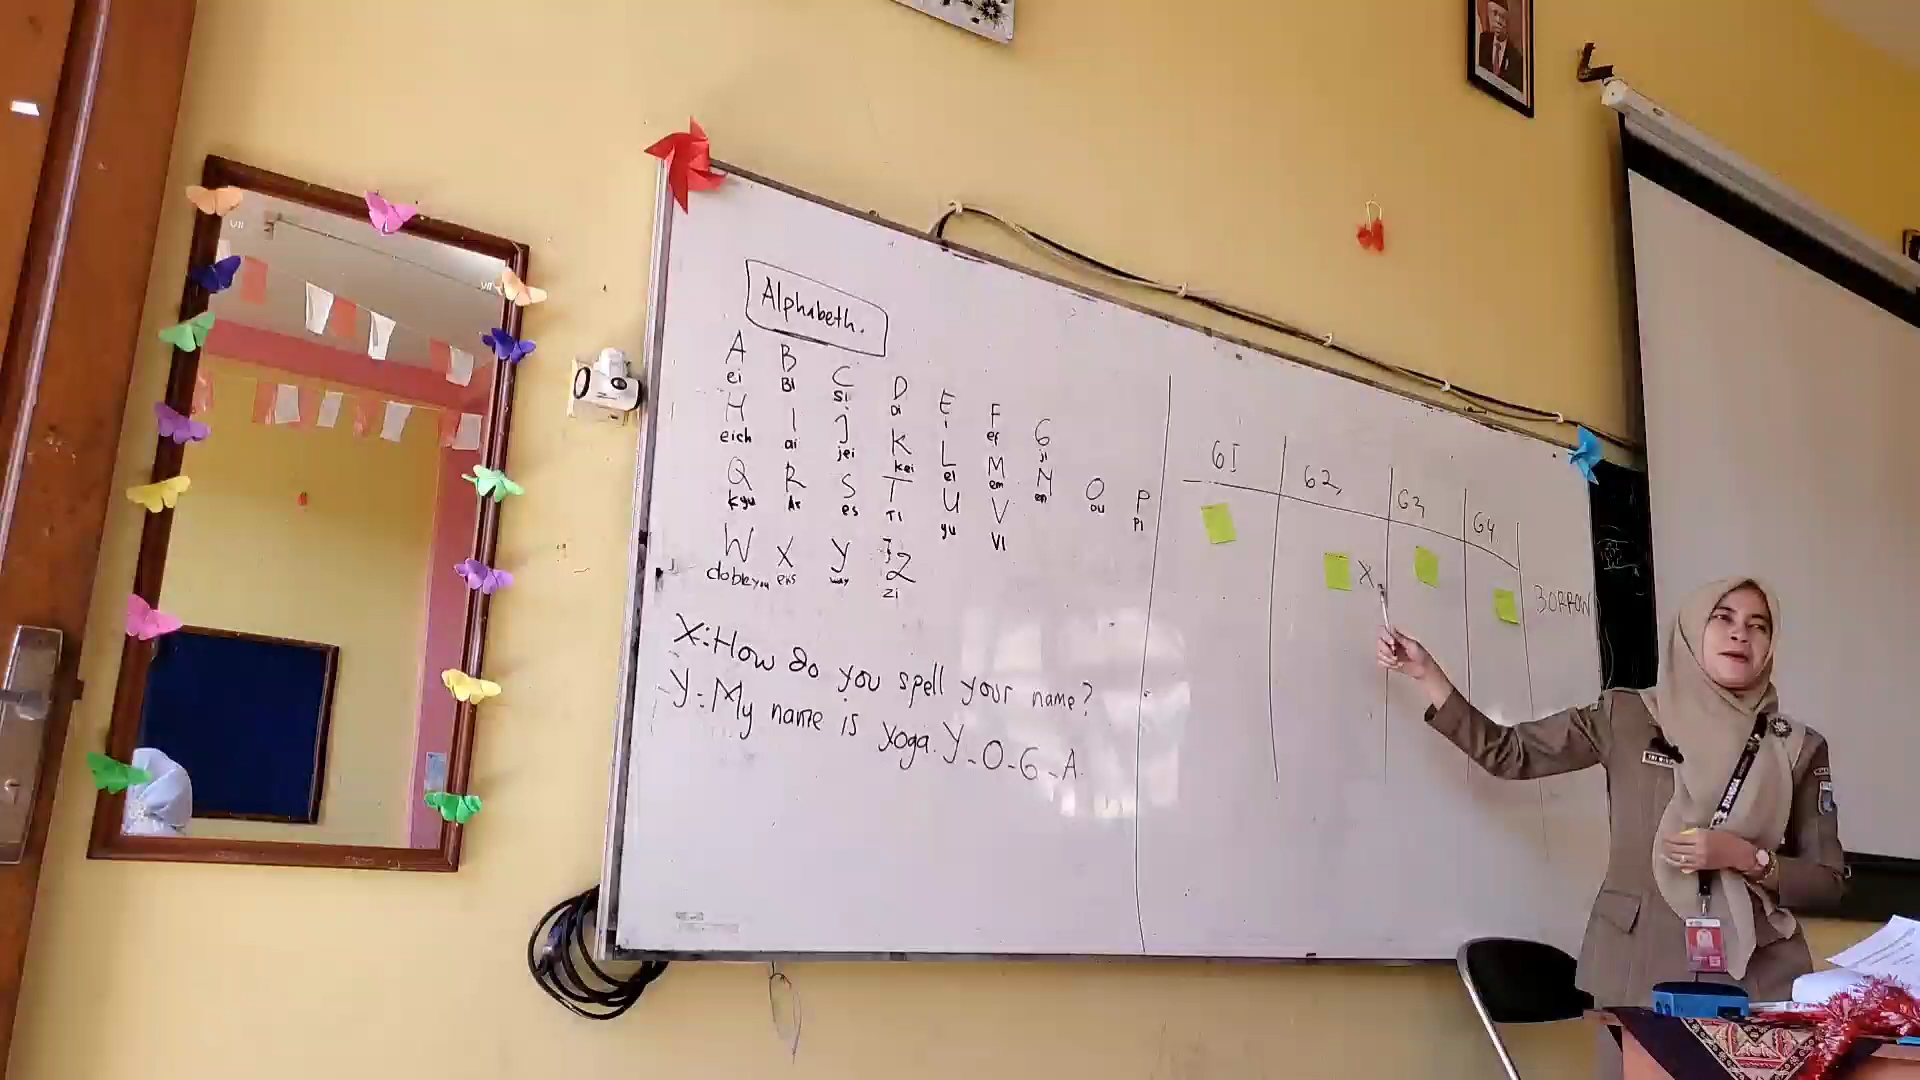 Alphabeth.
A B C D E F G
ei BI si di i ef ji
H I J K L M N O P
eich ai jei kei el em en ou pi
Q R S T U V
kyu Ar es TI yu VI
W X Y Z
eks way zi
X: How do you spell your name?
Y: My name is yoga. Y-O-G-A
G1 G2 G3 G4
X
BORROW
VII
VII